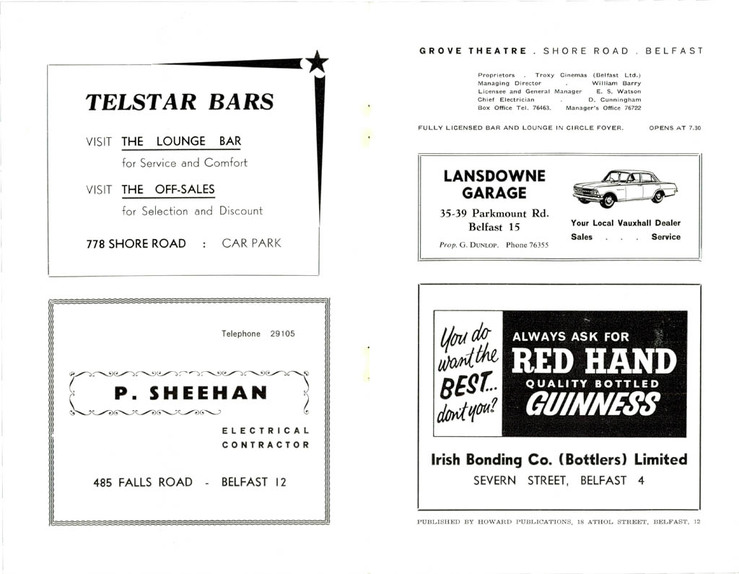 TELSTAR BARS
VISIT THE LOUNGE BAR
for Service and Comfort
VISIT THE OFF-SALES
for Selection and Discount
778 SHORE ROAD : CAR PARK
Telephone 29105
P. SHEEHAN
ELECTRICAL
CONTRACTOR
485 FALLS ROAD - BELFAST 12
GROVE THEATRE . SHORE ROAD . BELFAST
Proprietors . Troxy Cinemas (Belfast Ltd.)
Managing Director . William Barry
Licensee and General Manager E. S. Watson
Chief Electrician . D. Cunningham
Box Office Tel. 76463. Manager's Office 76722
FULLY LICENSED BAR AND LOUNGE IN CIRCLE FOYER. OPENS AT 7.30
LANSDOWNE
GARAGE
35-39 Parkmount Rd.
Belfast 15
Prop. G. DUNLOP. Phone 76355
Your Local Vauxhall Dealer
Sales . . . Service
You do
want the
BEST...
don't you?
ALWAYS ASK FOR
RED HAND
QUALITY BOTTLED
GUINNESS
Irish Bonding Co. (Bottlers) Limited
SEVERN STREET, BELFAST 4
PUBLISHED BY HOWARD PUBLICATIONS, 18 ATHOL STREET, BELFAST, 12